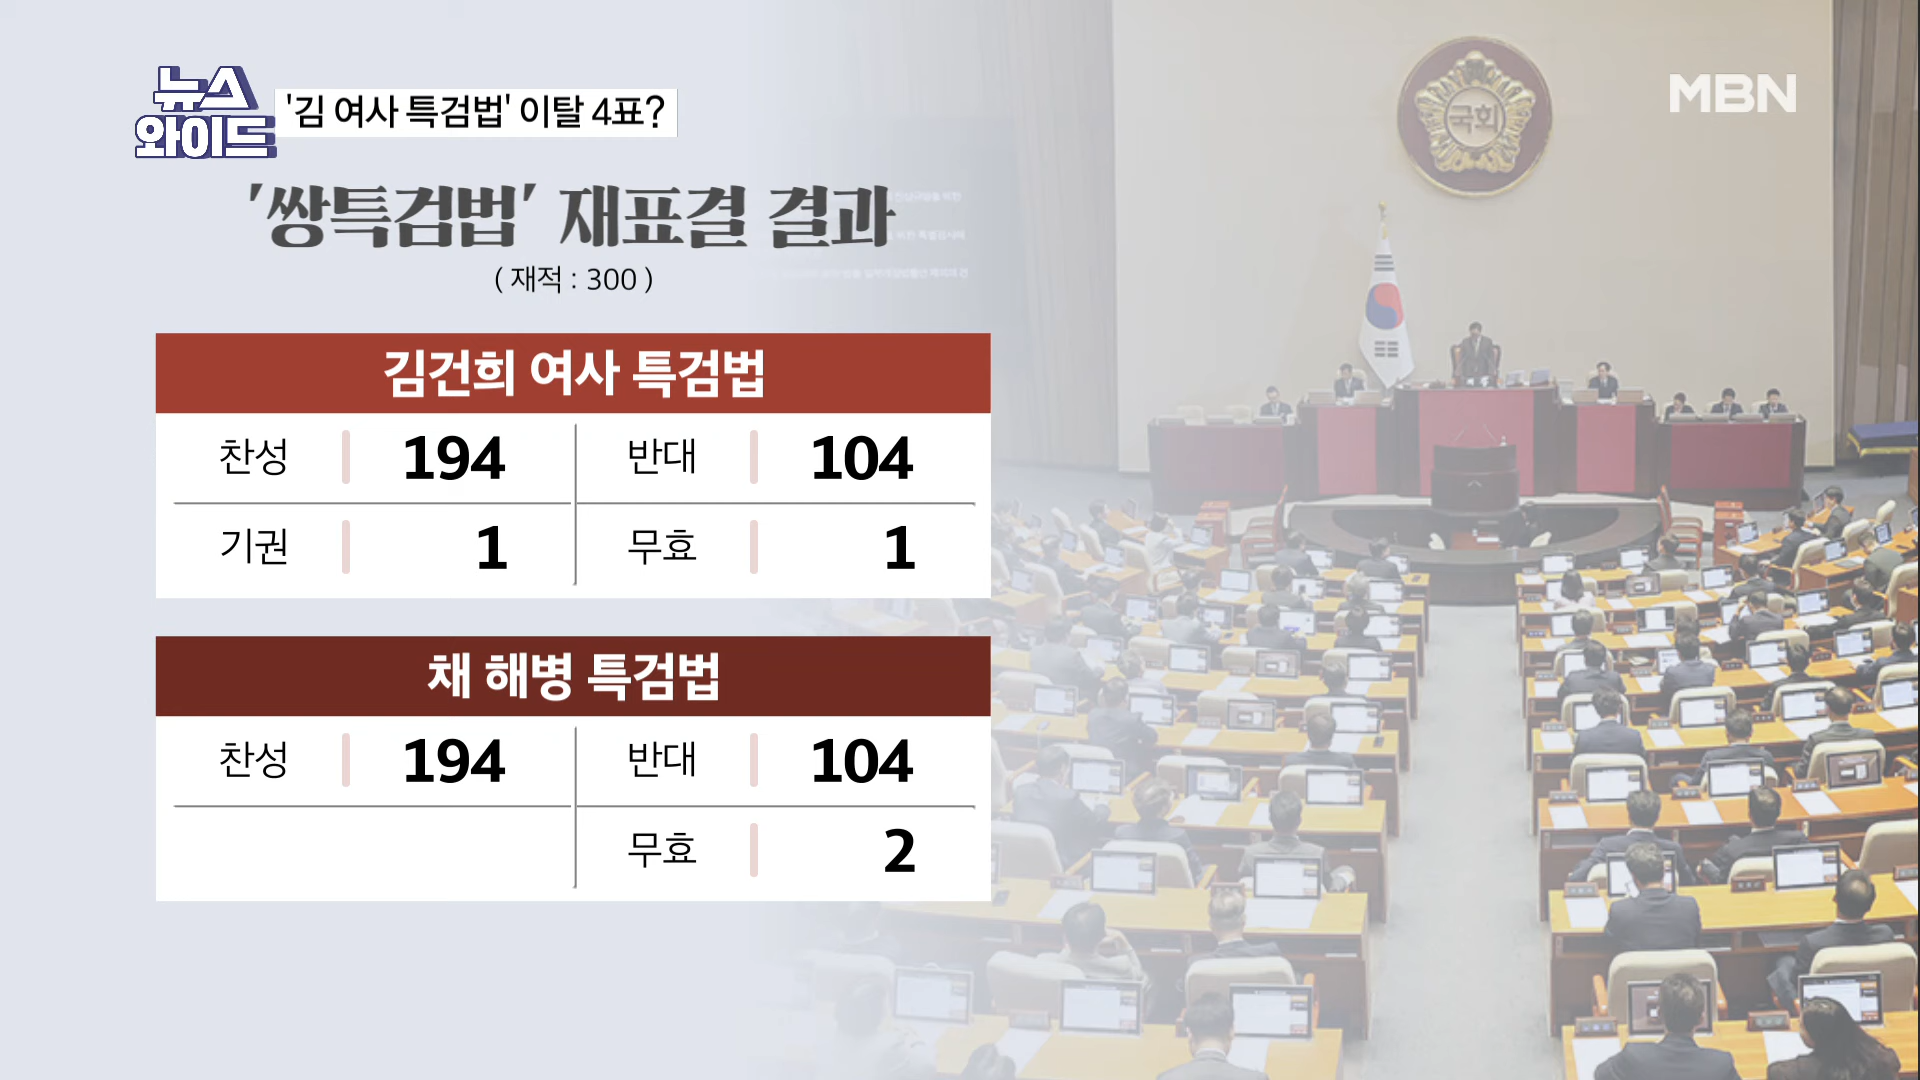 뉴스
와이드
'김 여사 특검법' 이탈 4표?
MBN
국회
'쌍특검법' 재표결 결과
( 재적 : 300 )
김건희 여사 특검법
찬성 194 반대 104
기권 1 무효 1
채 해병 특검법
찬성 194 반대 104
무효 2